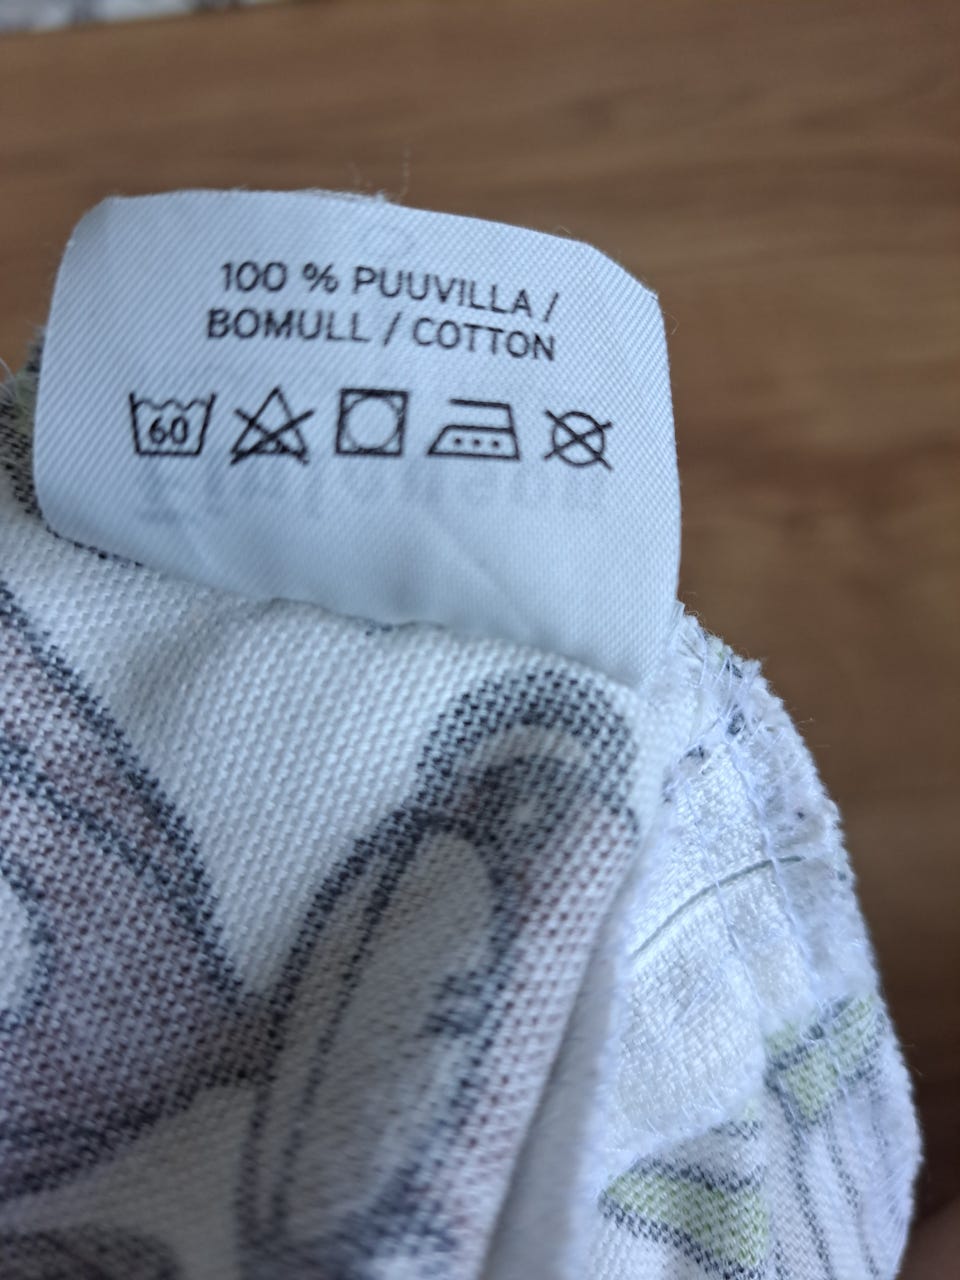 100 % PUUVILLA /
BOMULL / COTTON
60